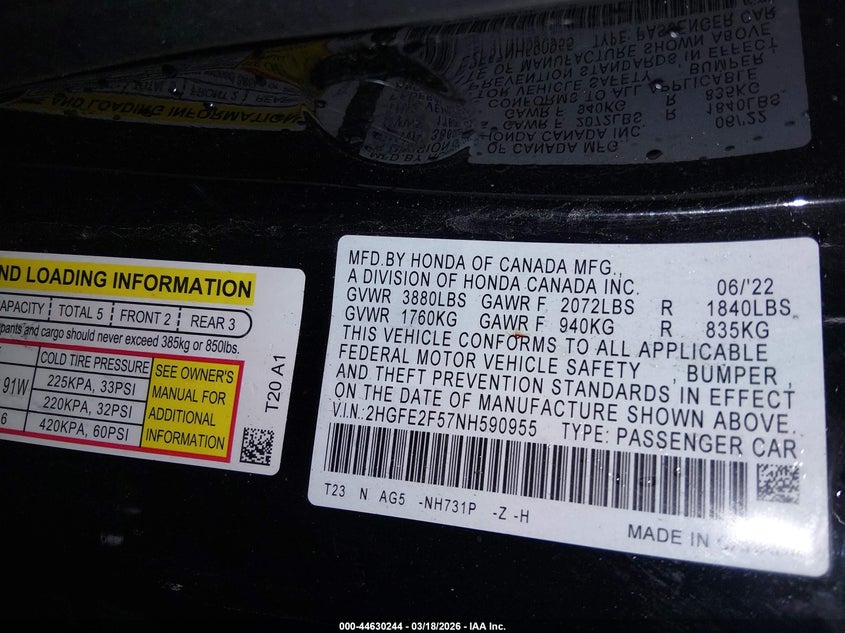 ND LOADING INFORMATION
CAPACITY TOTAL 5 FRONT 2 REAR 3
pants and cargo should never exceed 385kg or 850lbs.
COLD TIRE PRESSURE
91W 225KPA, 33PSI
220KPA, 32PSI
6 420KPA, 60PSI
SEE OWNER'S
MANUAL FOR
ADDITIONAL
INFORMATION
T20 A1
MFD.BY HONDA OF CANADA MFG.,
A DIVISION OF HONDA CANADA INC. 06/'22
GVWR 3880LBS GAWR F 2072LBS R 1840LBS
GVWR 1760KG GAWR F 940KG R 835KG
THIS VEHICLE CONFORMS TO ALL APPLICABLE
FEDERAL MOTOR VEHICLE SAFETY , BUMPER ,
AND THEFT PREVENTION STANDARDS IN EFFECT
ON THE DATE OF MANUFACTURE SHOWN ABOVE.
V.I.N.:2HGFE2F57NH590955 TYPE: PASSENGER CAR
T23 N AG5 -NH731P -Z -H
MADE IN
000-44630244 - 03/18/2026 - IAA Inc.